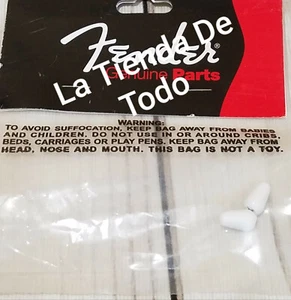 Fender
Genuine Parts
La Tienda De
Todo
WARNING:
TO AVOID SUFFOCATION, KEEP BAG AWAY FROM BABIES
AND CHILDREN. DO NOT USE IN OR AROUND CRIBS,
BEDS, CARRIAGES OR PLAY PENS. KEEP BAG AWAY FROM
HEAD, NOSE AND MOUTH. THIS BAG IS NOT A TOY.